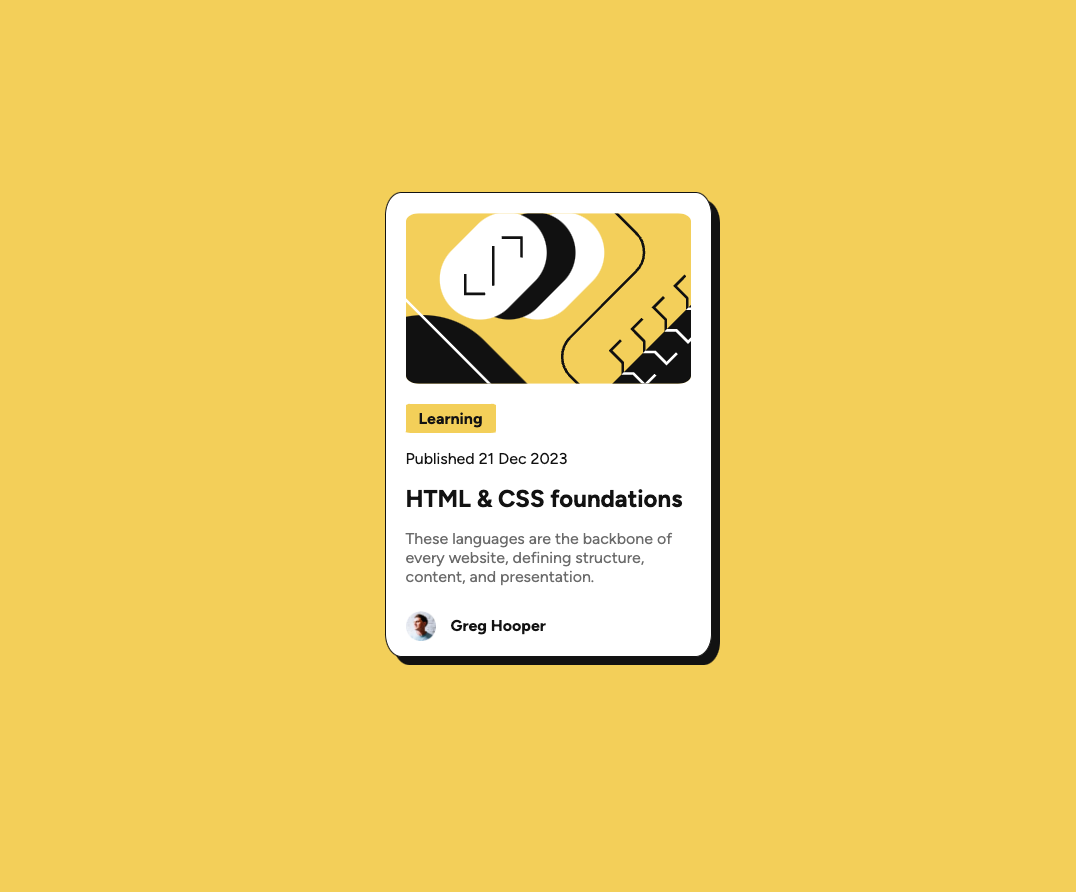 Learning
Published 21 Dec 2023
HTML & CSS foundations
These languages are the backbone of
every website, defining structure,
content, and presentation.
Greg Hooper